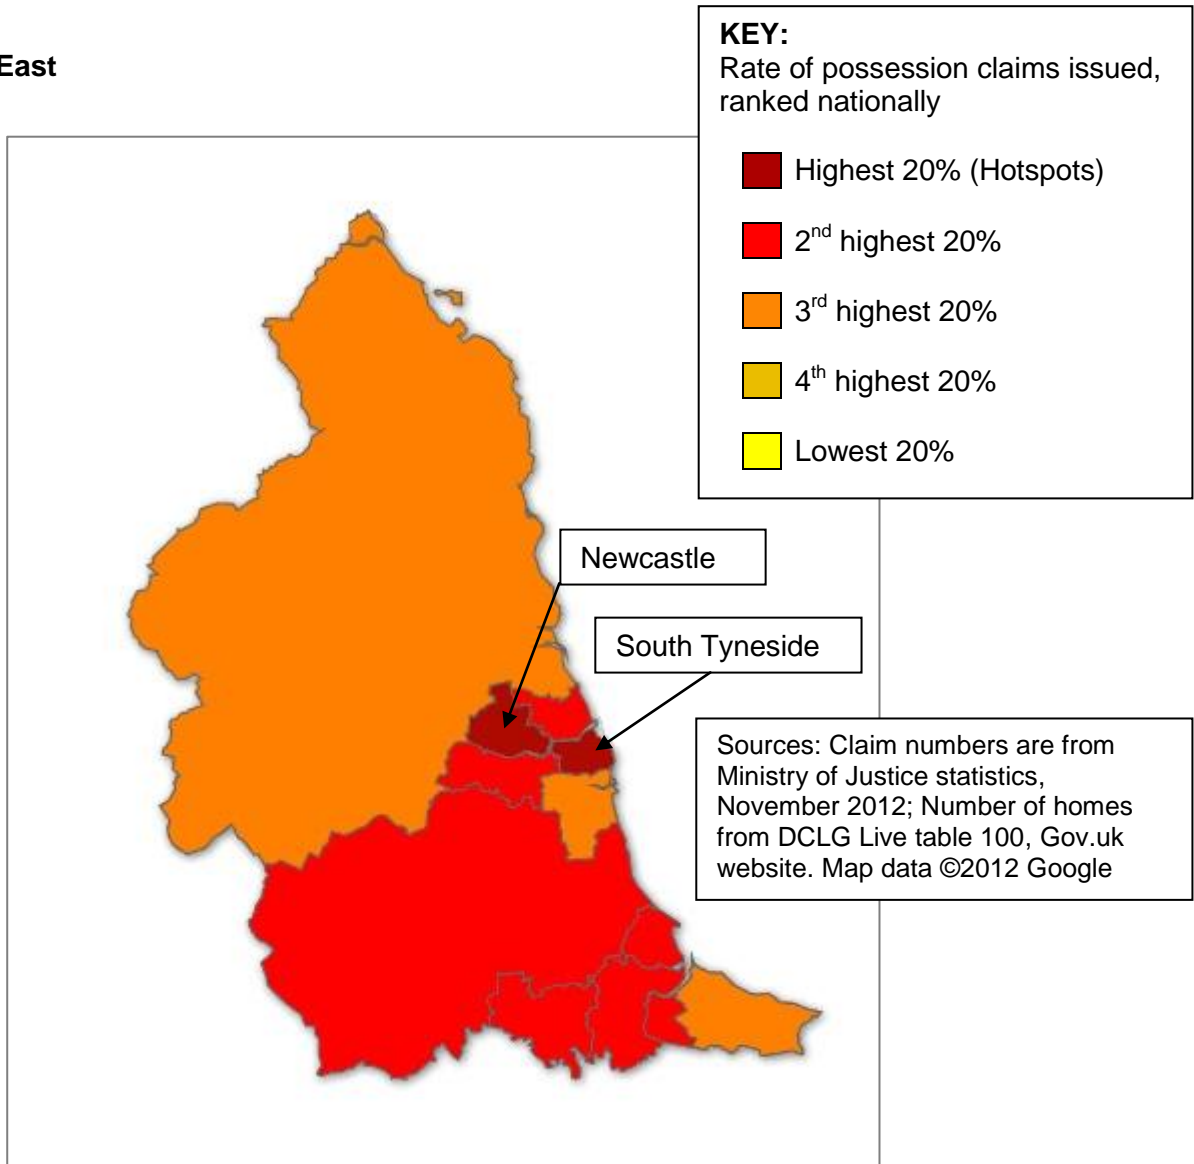 East
KEY:
Rate of possession claims issued,
ranked nationally
Highest 20% (Hotspots)
2nd highest 20%
3rd highest 20%
4th highest 20%
Lowest 20%
Newcastle
South Tyneside
Sources: Claim numbers are from
Ministry of Justice statistics,
November 2012; Number of homes
from DCLG Live table 100, Gov.uk
website. Map data ©2012 Google